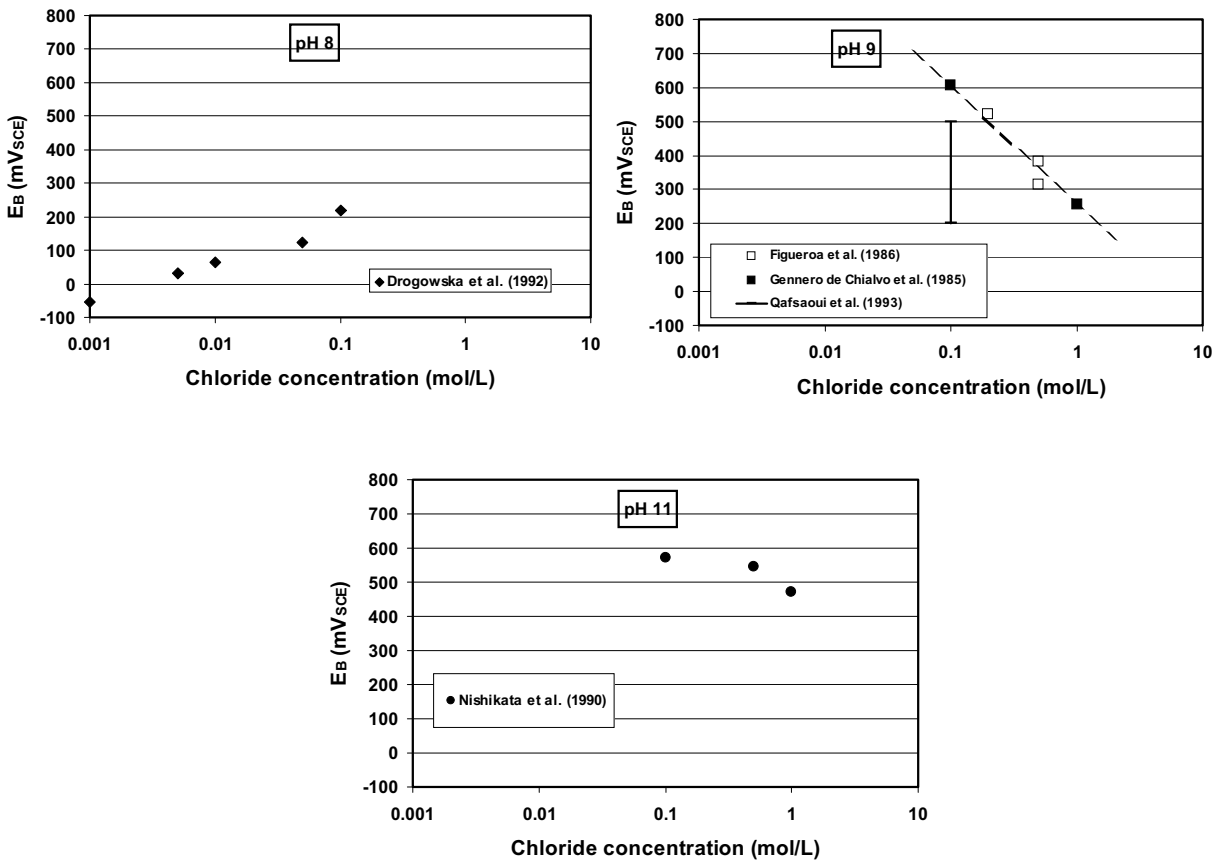 800
700
600
500
400
300
200
100
0
-100
EB (mVSCE)
pH 8
Drogowska et al. (1992)
0.001 0.01 0.1 1 10
Chloride concentration (mol/L)
800
700
600
500
400
300
200
100
0
-100
EB (mVSCE)
pH 9
Figueroa et al. (1986)
Gennero de Chialvo et al. (1985)
Qafsaoui et al. (1993)
0.001 0.01 0.1 1 10
Chloride concentration (mol/L)
800
700
600
500
400
300
200
100
0
-100
EB (mVSCE)
pH 11
Nishikata et al. (1990)
0.001 0.01 0.1 1 10
Chloride concentration (mol/L)